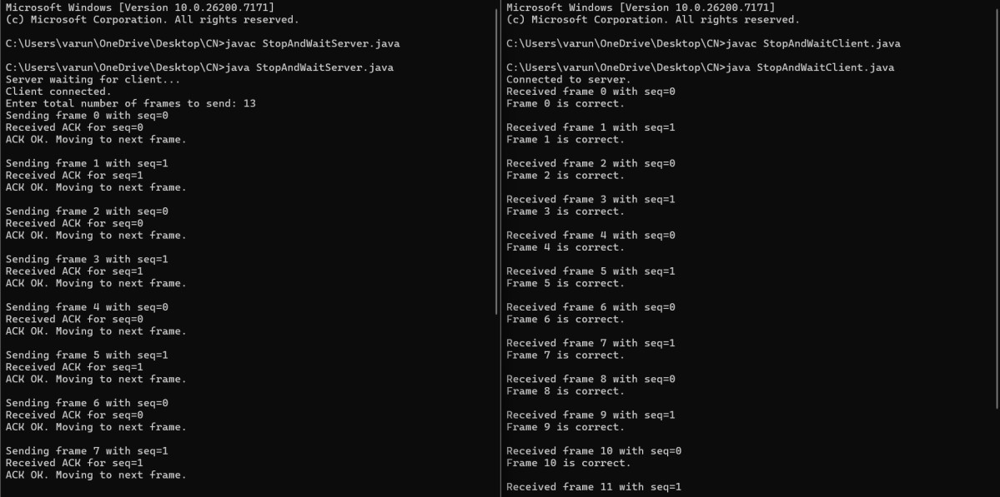 Microsoft Windows [Version 10.0.26200.7171]
(c) Microsoft Corporation. All rights reserved.
C:\Users\varun\OneDrive\Desktop\CN>javac StopAndWaitServer.java
C:\Users\varun\OneDrive\Desktop\CN>java StopAndWaitServer.java
Server waiting for client...
Client connected.
Enter total number of frames to send: 13
Sending frame 0 with seq=0
Received ACK for seq=0
ACK OK. Moving to next frame.
Sending frame 1 with seq=1
Received ACK for seq=1
ACK OK. Moving to next frame.
Sending frame 2 with seq=0
Received ACK for seq=0
ACK OK. Moving to next frame.
Sending frame 3 with seq=1
Received ACK for seq=1
ACK OK. Moving to next frame.
Sending frame 4 with seq=0
Received ACK for seq=0
ACK OK. Moving to next frame.
Sending frame 5 with seq=1
Received ACK for seq=1
ACK OK. Moving to next frame.
Sending frame 6 with seq=0
Received ACK for seq=0
ACK OK. Moving to next frame.
Sending frame 7 with seq=1
Received ACK for seq=1
ACK OK. Moving to next frame.
Microsoft Windows [Version 10.0.26200.7171]
(c) Microsoft Corporation. All rights reserved.
C:\Users\varun\OneDrive\Desktop\CN>javac StopAndWaitClient.java
C:\Users\varun\OneDrive\Desktop\CN>java StopAndWaitClient.java
Connected to server.
Received frame 0 with seq=0
Frame 0 is correct.
Received frame 1 with seq=1
Frame 1 is correct.
Received frame 2 with seq=0
Frame 2 is correct.
Received frame 3 with seq=1
Frame 3 is correct.
Received frame 4 with seq=0
Frame 4 is correct.
Received frame 5 with seq=1
Frame 5 is correct.
Received frame 6 with seq=0
Frame 6 is correct.
Received frame 7 with seq=1
Frame 7 is correct.
Received frame 8 with seq=0
Frame 8 is correct.
Received frame 9 with seq=1
Frame 9 is correct.
Received frame 10 with seq=0
Frame 10 is correct.
Received frame 11 with seq=1